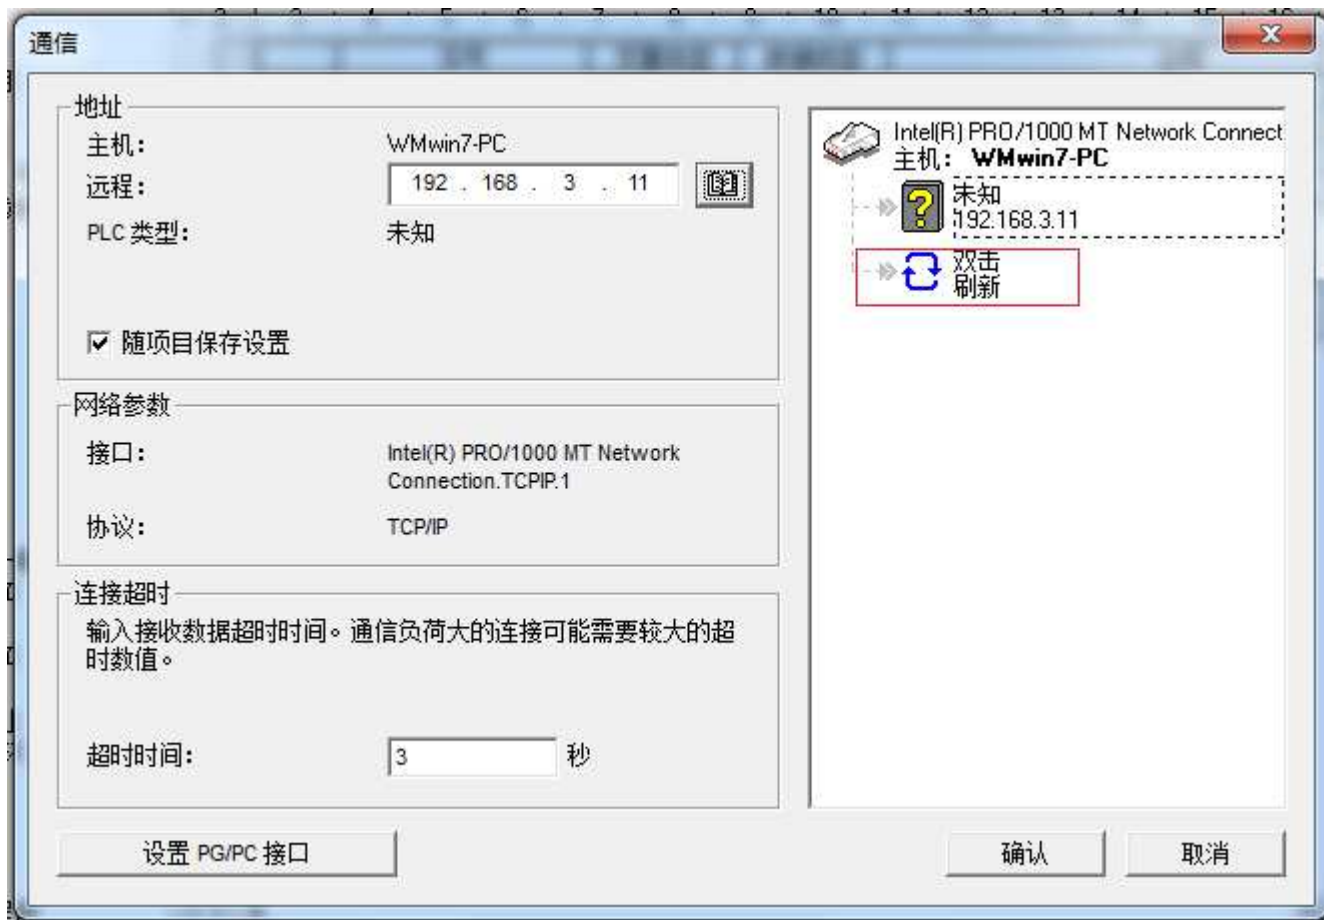 通信
地址
主机： WMwin7-PC
远程： 192 . 168 . 3 . 11
PLC 类型： 未知
随项目保存设置
网络参数
接口： Intel(R) PRO/1000 MT Network
Connection.TCPIP.1
协议： TCP/IP
连接超时
输入接收数据超时时间。通信负荷大的连接可能需要较大的超
时数值。
超时时间： 3 秒
设置 PG/PC 接口
Intel(R) PRO/1000 MT Network Connect
主机： WMwin7-PC
未知
192.168.3.11
双击
刷新
确认 取消